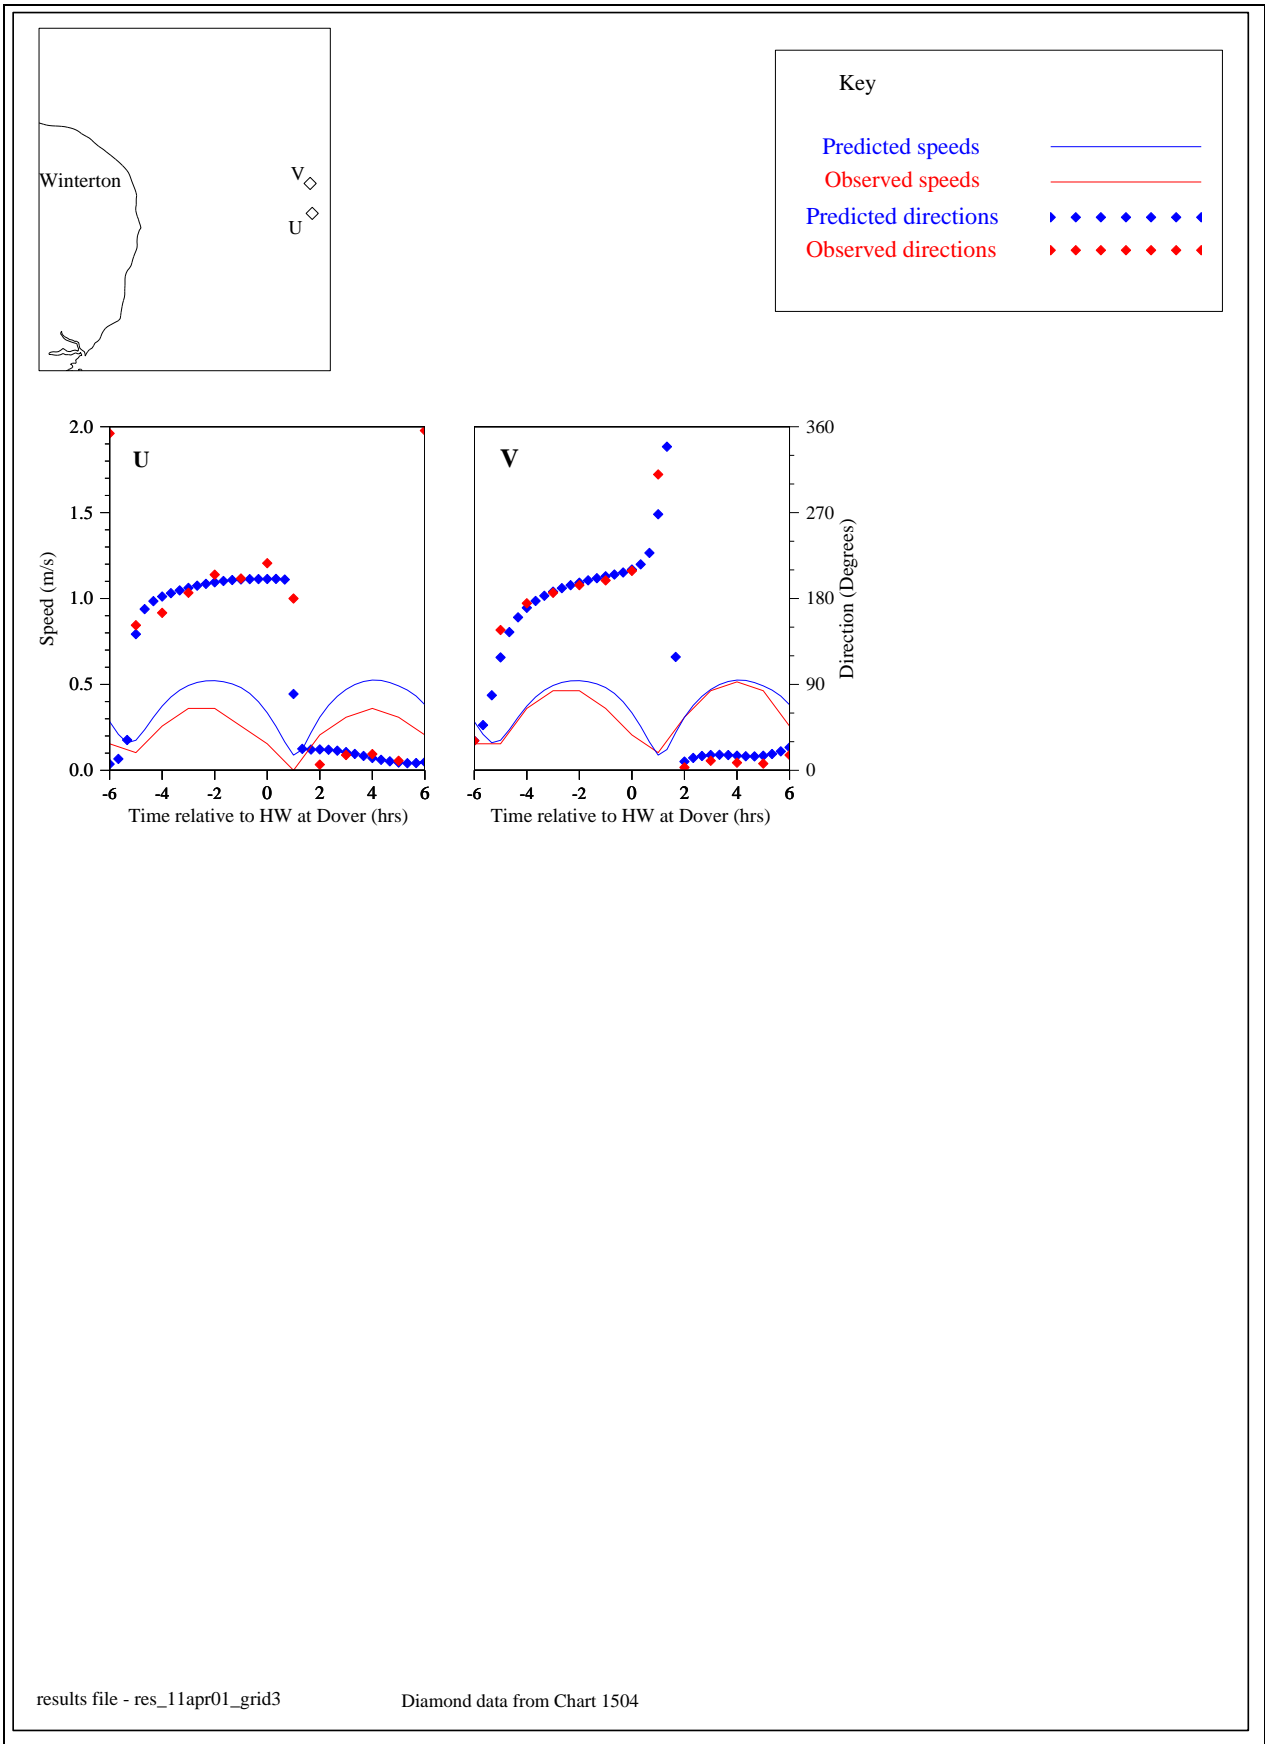 Winterton
V
U
Key
Predicted speeds
Observed speeds
Predicted directions
Observed directions
U
2.0
1.5
1.0
0.5
0.0
Speed (m/s)
-6 -4 -2 0 2 4 6
Time relative to HW at Dover (hrs)
V
360
270
180
90
0
Direction (Degrees)
-6 -4 -2 0 2 4 6
Time relative to HW at Dover (hrs)
results file - res_11apr01_grid3
Diamond data from Chart 1504